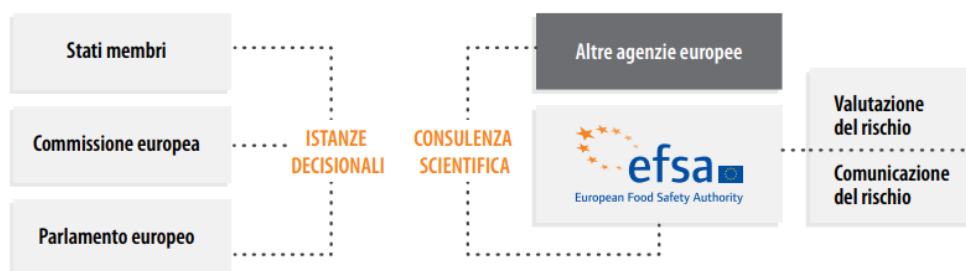 Stati membri
Commissione europea
Parlamento europeo
ISTANZE
DECISIONALI
CONSULENZA
SCIENTIFICA
Altre agenzie europee
efsa
European Food Safety Authority
Valutazione
del rischio
Comunicazione
del rischio